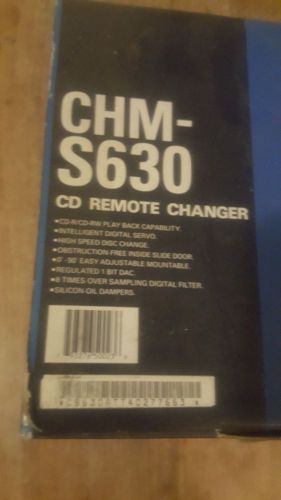 CHM-
S630
CD REMOTE CHANGER
•CD-R/CD-RW PLAY BACK CAPABILITY.
•INTELLIGENT DIGITAL SERVO.
•HIGH SPEED DISC CHANGE.
•OBSTRUCTION-FREE INSIDE SLIDE DOOR.
•0˚-90˚ EASY ADJUSTABLE MOUNTABLE.
•REGULATED 1 BIT DAC.
•8 TIMES OVER SAMPLING DIGITAL FILTER.
•SILICON-OIL DAMPERS.